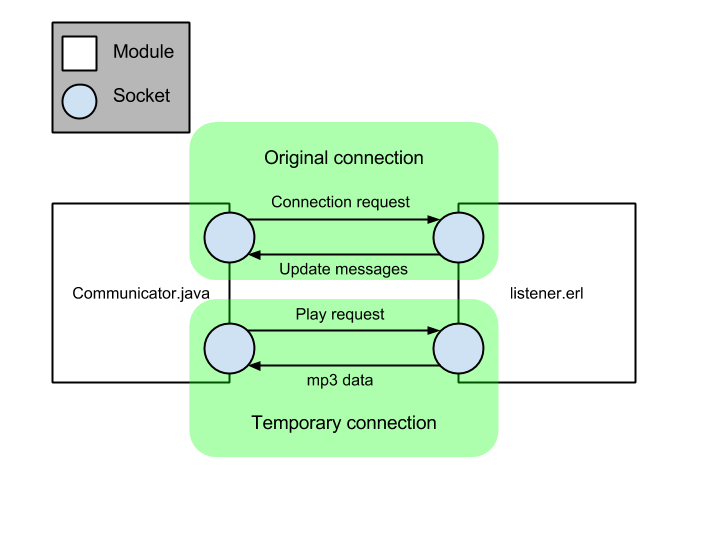 Module
Socket
Original connection
Connection request
Update messages
Communicator.java
listener.erl
Play request
mp3 data
Temporary connection